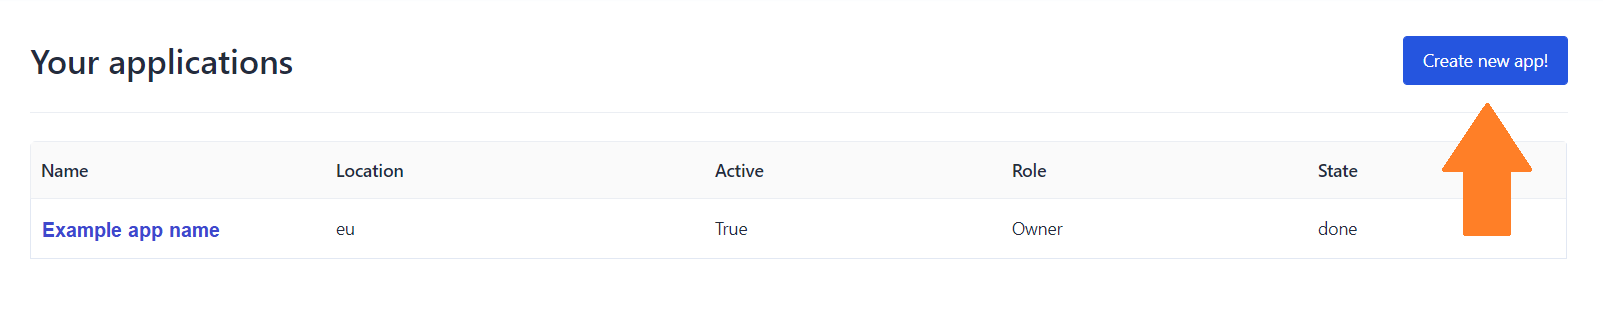 Your applications
Create new app!
Name Location Active Role State
Example app name eu True Owner done